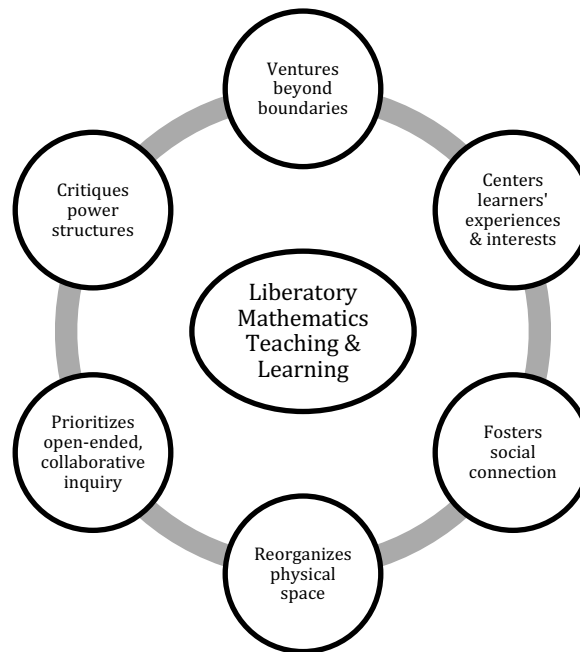 Ventures
beyond
boundaries
Centers
learners'
experiences
& interests
Fosters
social
connection
Reorganizes
physical
space
Prioritizes
open-ended,
collaborative
inquiry
Critiques
power
structures
Liberatory
Mathematics
Teaching &
Learning